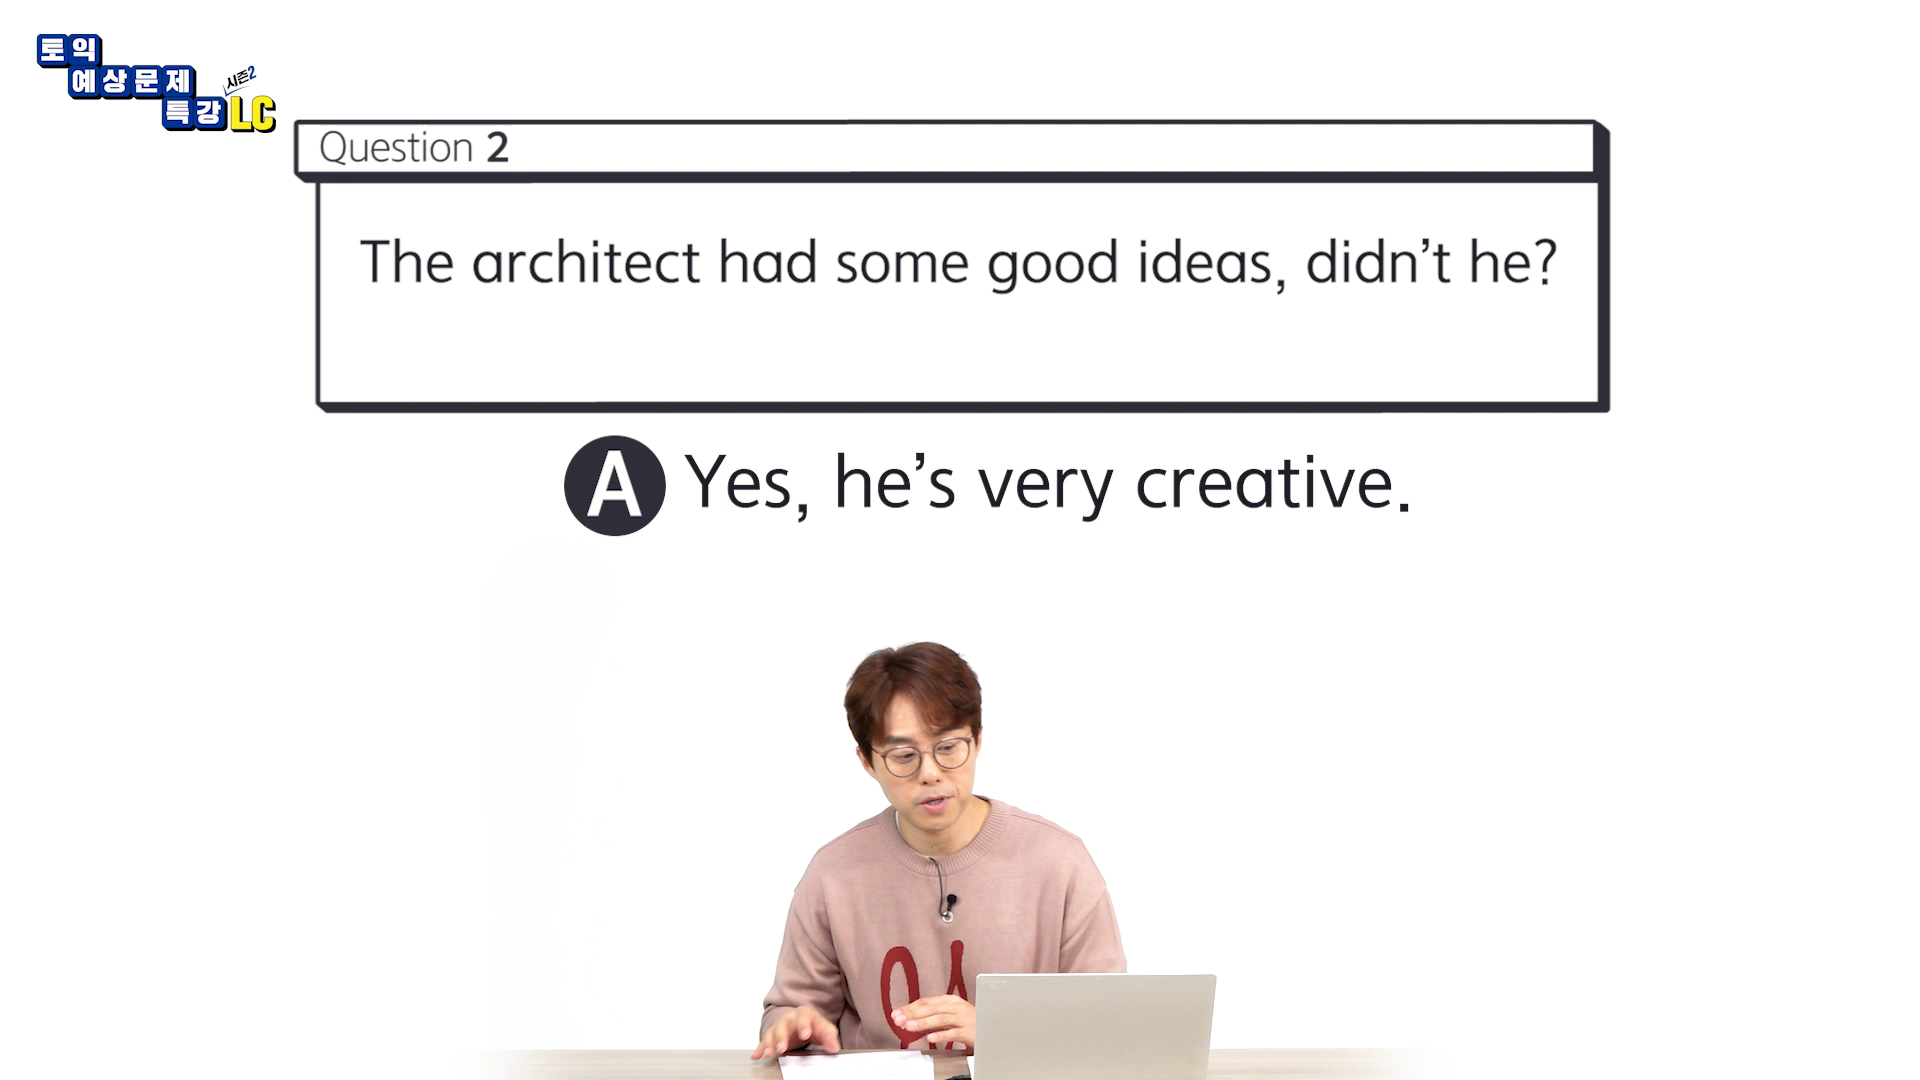 토익
예상문제
시즌2
특강 LC
Question 2
The architect had some good ideas, didn’t he?
A Yes, he’s very creative.